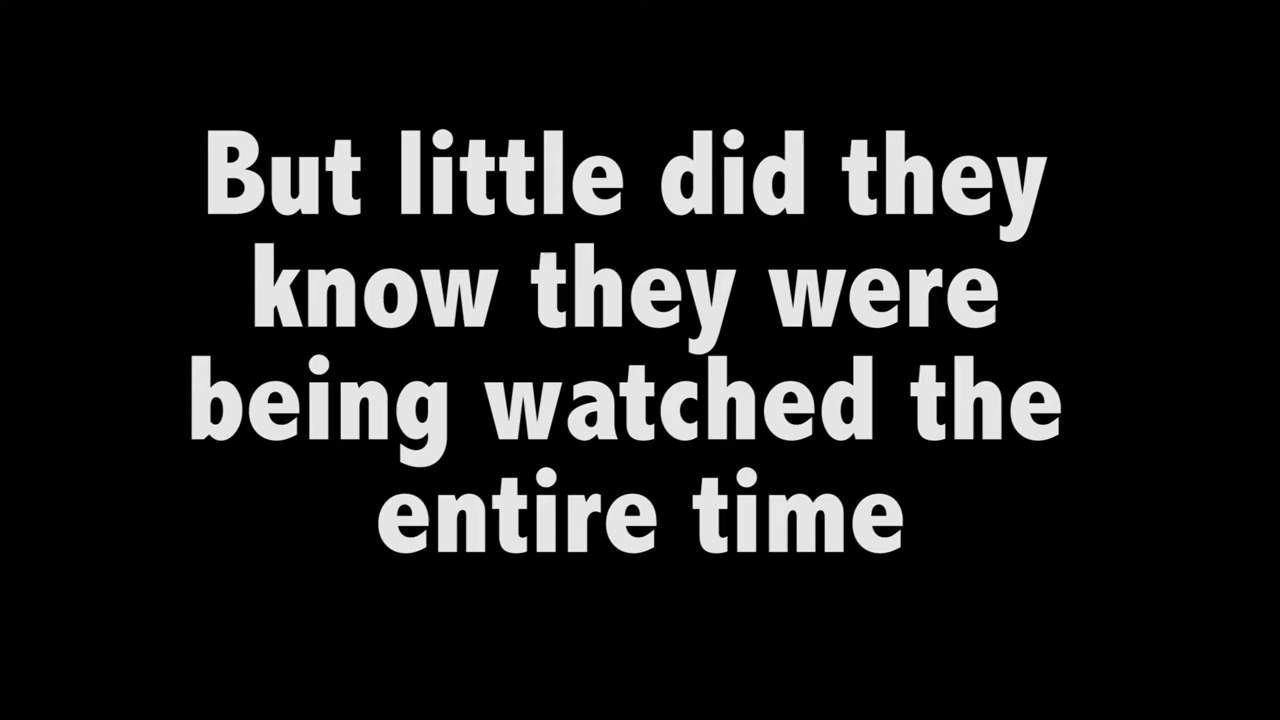 But little did they
know they were
being watched the
entire time